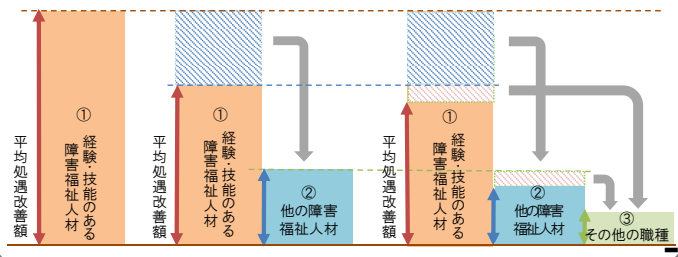 平均処遇改善額
①
経験・技能のある
障害福祉人材
平均処遇改善額
①
経験・技能のある
障害福祉人材
②
他の障害
福祉人材
平均処遇改善額
①
経験・技能のある
障害福祉人材
②
他の障害
福祉人材
③
その他の職種